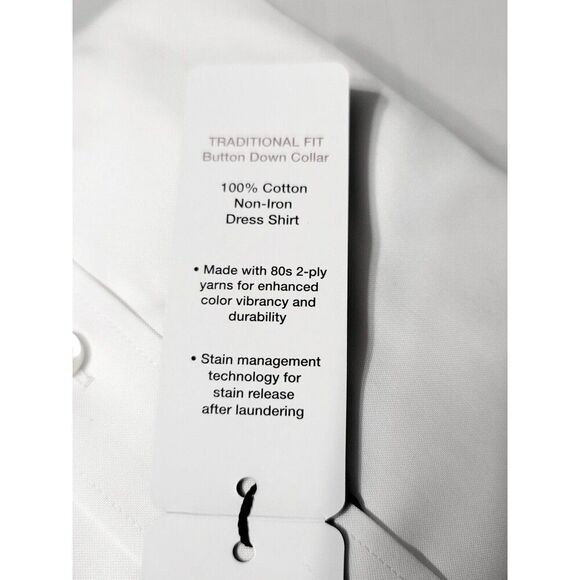 TRADITIONAL FIT
Button Down Collar
100% Cotton
Non-Iron
Dress Shirt
• Made with 80s 2-ply
yarns for enhanced
color vibrancy and
durability
• Stain management
technology for
stain release
after laundering